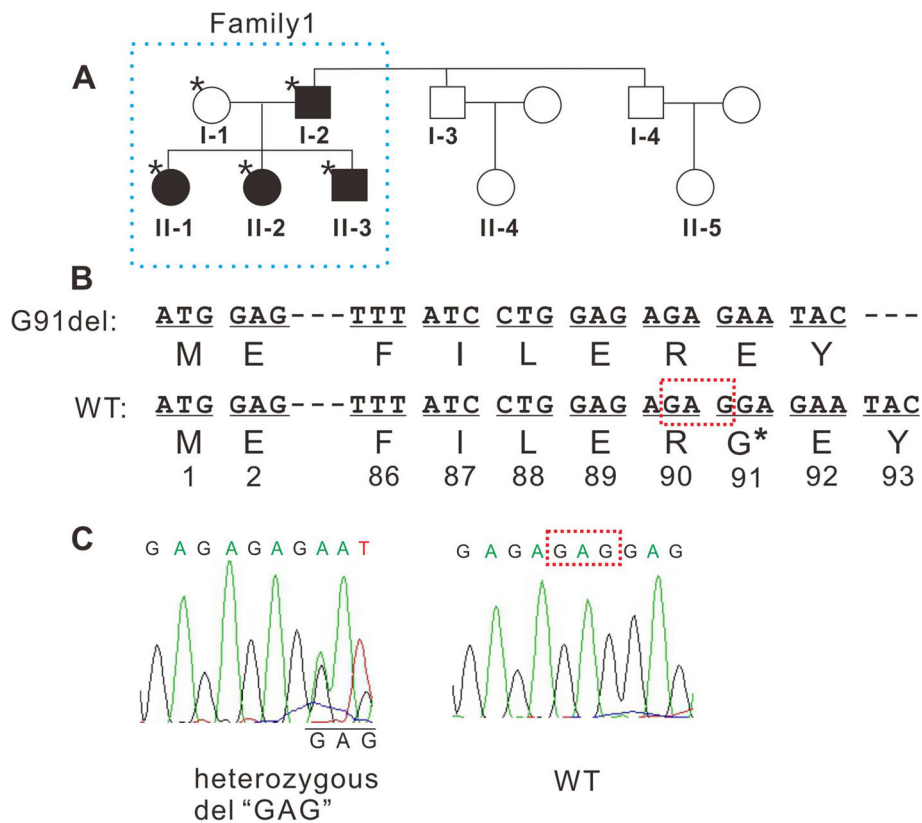 Family1
A
* *
I-1 I-2 I-3 I-4
* * *
II-1 II-2 II-3 II-4 II-5
B
G91del: ATG GAG---TTT ATC CTG GAG AGA GAA TAC ---
M E F I L E R E Y
WT: ATG GAG---TTT ATC CTG GAG AGA GGA GAA TAC
M E F I L E R G* E Y
1 2 86 87 88 89 90 91 92 93
C
G A G A G A G A A T
G A G A G A G G A G
G A G
heterozygous
del “GAG”
WT